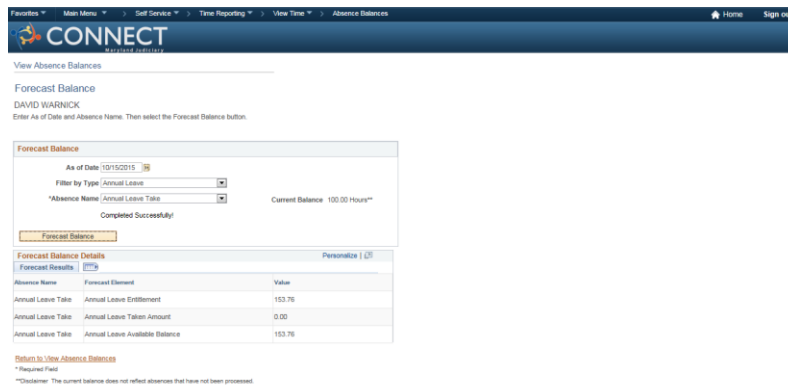 Favorites Main Menu > Self Service > Time Reporting > View Time > Absence Balances Home Sign ou
CONNECT
Maryland Judiciary
View Absence Balances
Forecast Balance
DAVID WARNICK
Enter As of Date and Absence Name. Then select the Forecast Balance button.
Forecast Balance
As of Date 10/15/2015
Filter by Type Annual Leave
*Absence Name Annual Leave Take Current Balance 100.00 Hours**
Completed Successfully!
Forecast Balance
Forecast Balance Details Personalize |
Forecast Results
Absence Name Forecast Element Value
Annual Leave Take Annual Leave Entitlement 153.76
Annual Leave Take Annual Leave Taken Amount 0.00
Annual Leave Take Annual Leave Available Balance 153.76
Return to View Absence Balances
* Required Field
**Disclaimer The current balance does not reflect absences that have not been processed.